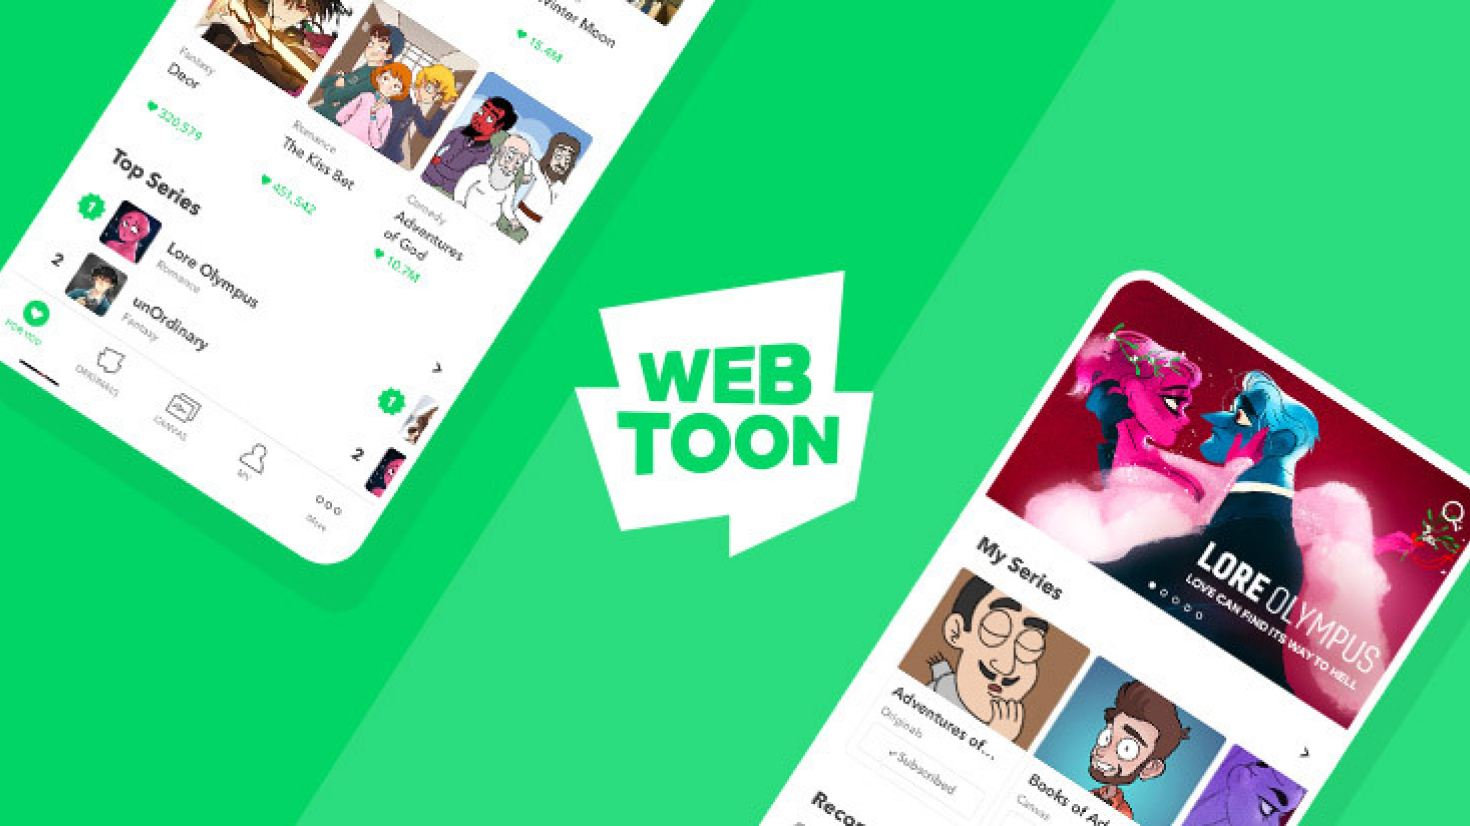 Winter Moon
15.4M
Fantasy
Deor
320,579
Romance
The Kiss Bet
451,542
Comedy
Adventures
of God
10.7M
Top Series
1
Lore Olympus
Romance
2
unOrdinary
Fantasy
1
2
FOR YOU
ORIGINALS
CANVAS
MY
More
WEB
TOON
LORE OLYMPUS
LOVE CAN FIND ITS WAY TO HELL
My Series
Adventures of...
Originals
Subscribed
Books of Ad
Canvas
Recom